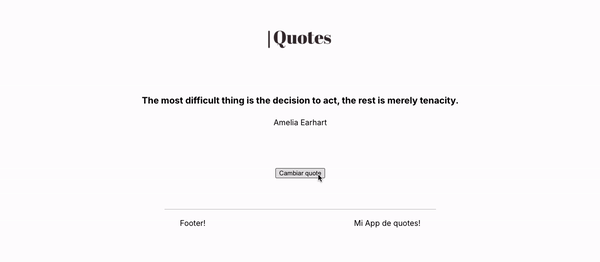 |Quotes
The most difficult thing is the decision to act, the rest is merely tenacity.
Amelia Earhart
Cambiar quote
Footer! Mi App de quotes!